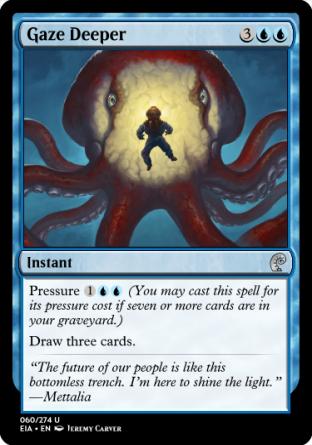 Gaze Deeper 3
Instant
Pressure 1 (You may cast this spell for
its pressure cost if seven or more cards are in
your graveyard.)
Draw three cards.
“The future of our people is like this
bottomless trench. I’m here to shine the light.”
—Mettalia
060/274 U
EIA • EN Jeremy Carver